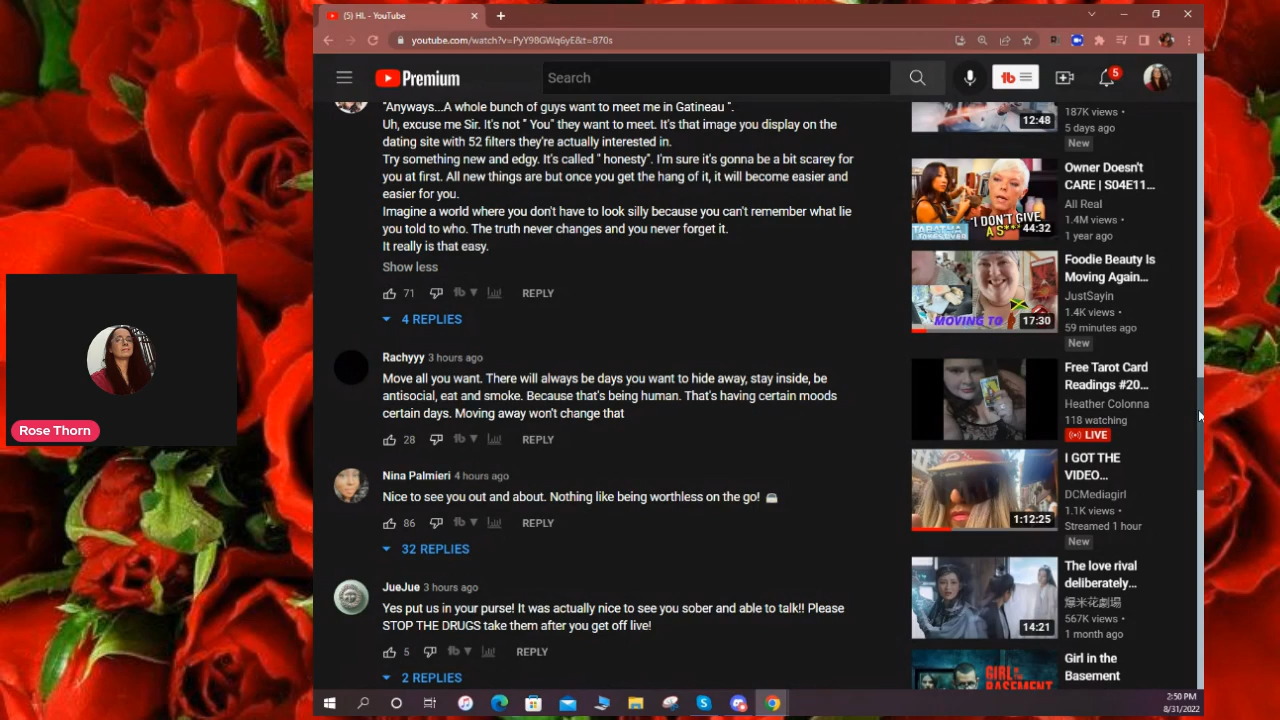 (5) HI. - YouTube
youtube.com/watch?v=PyY9BGWq6yE&t=870s
Premium
Search
5
"Anyways...A whole bunch of guys want to meet me in Gatineau ".
Uh, excuse me Sir. It's not " You" they want to meet. It's that image you display on the
dating site with 52 filters they're actually interested in.
Try something new and edgy. It's called " honesty". I'm sure it's gonna be a bit scarey for
you at first. All new things are but once you get the hang of it, it will become easier and
easier for you.
Imagine a world where you don't have to look silly because you can't remember what lie
you told to who. The truth never changes and you never forget it.
It really is that easy.
Show less
71
REPLY
4 REPLIES
Rachyyy 3 hours ago
Move all you want. There will always be days you want to hide away, stay inside, be
antisocial, eat and smoke. Because that's being human. That's having certain moods
certain days. Moving away won't change that
28
REPLY
Nina Palmieri 4 hours ago
Nice to see you out and about. Nothing like being worthless on the go!
86
REPLY
32 REPLIES
JueJue 3 hours ago
Yes put us in your purse! It was actually nice to see you sober and able to talk!! Please
STOP THE DRUGS take them after you get off live!
5
REPLY
2 REPLIES
12:48
187K views •
5 days ago
New
"I DON'T GIVE
A S***"
44:32
Owner Doesn't
CARE | S04E11...
All Real
1.4M views •
1 year ago
MOVING TO
17:30
Foodie Beauty Is
Moving Again...
JustSayin
1.4K views •
59 minutes ago
New
Free Tarot Card
Readings #20...
Heather Colonna
118 watching
LIVE
1:12:25
I GOT THE
VIDEO...
DCMediagirl
1.1K views •
Streamed 1 hour
New
14:21
The love rival
deliberately...
爆米花劇場
567K views •
1 month ago
GIRL IN THE
BASEMENT
Girl in the
Basement
Rose Thorn
2:50 PM
8/31/2022